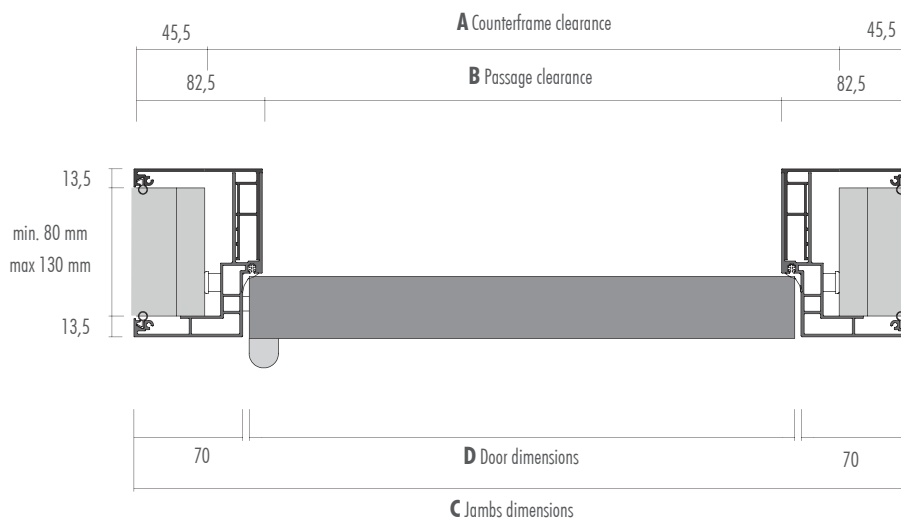 45,5 A Counterframe clearance 45,5
82,5 B Passage clearance 82,5
13,5
min. 80 mm
max 130 mm
13,5
70 D Door dimensions 70
C Jambs dimensions